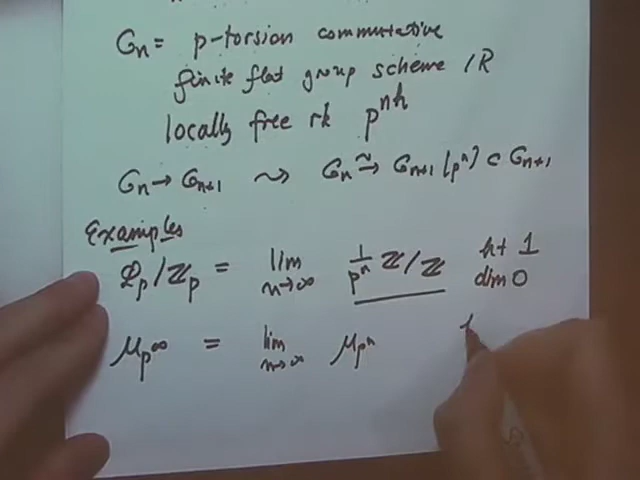 Gn = p-torsion commutative
finite flat group scheme /R
locally free rk p^{nh}
Gn → Gn+1 ⇝ Gn ⥲ Gn+1[p^n] ⊂ Gn+1
Examples
ℚp/ℤp = lim n→∞ 1/p^n ℤ/ℤ ht 1 dim 0
μp^∞ = lim n→∞ μp^n